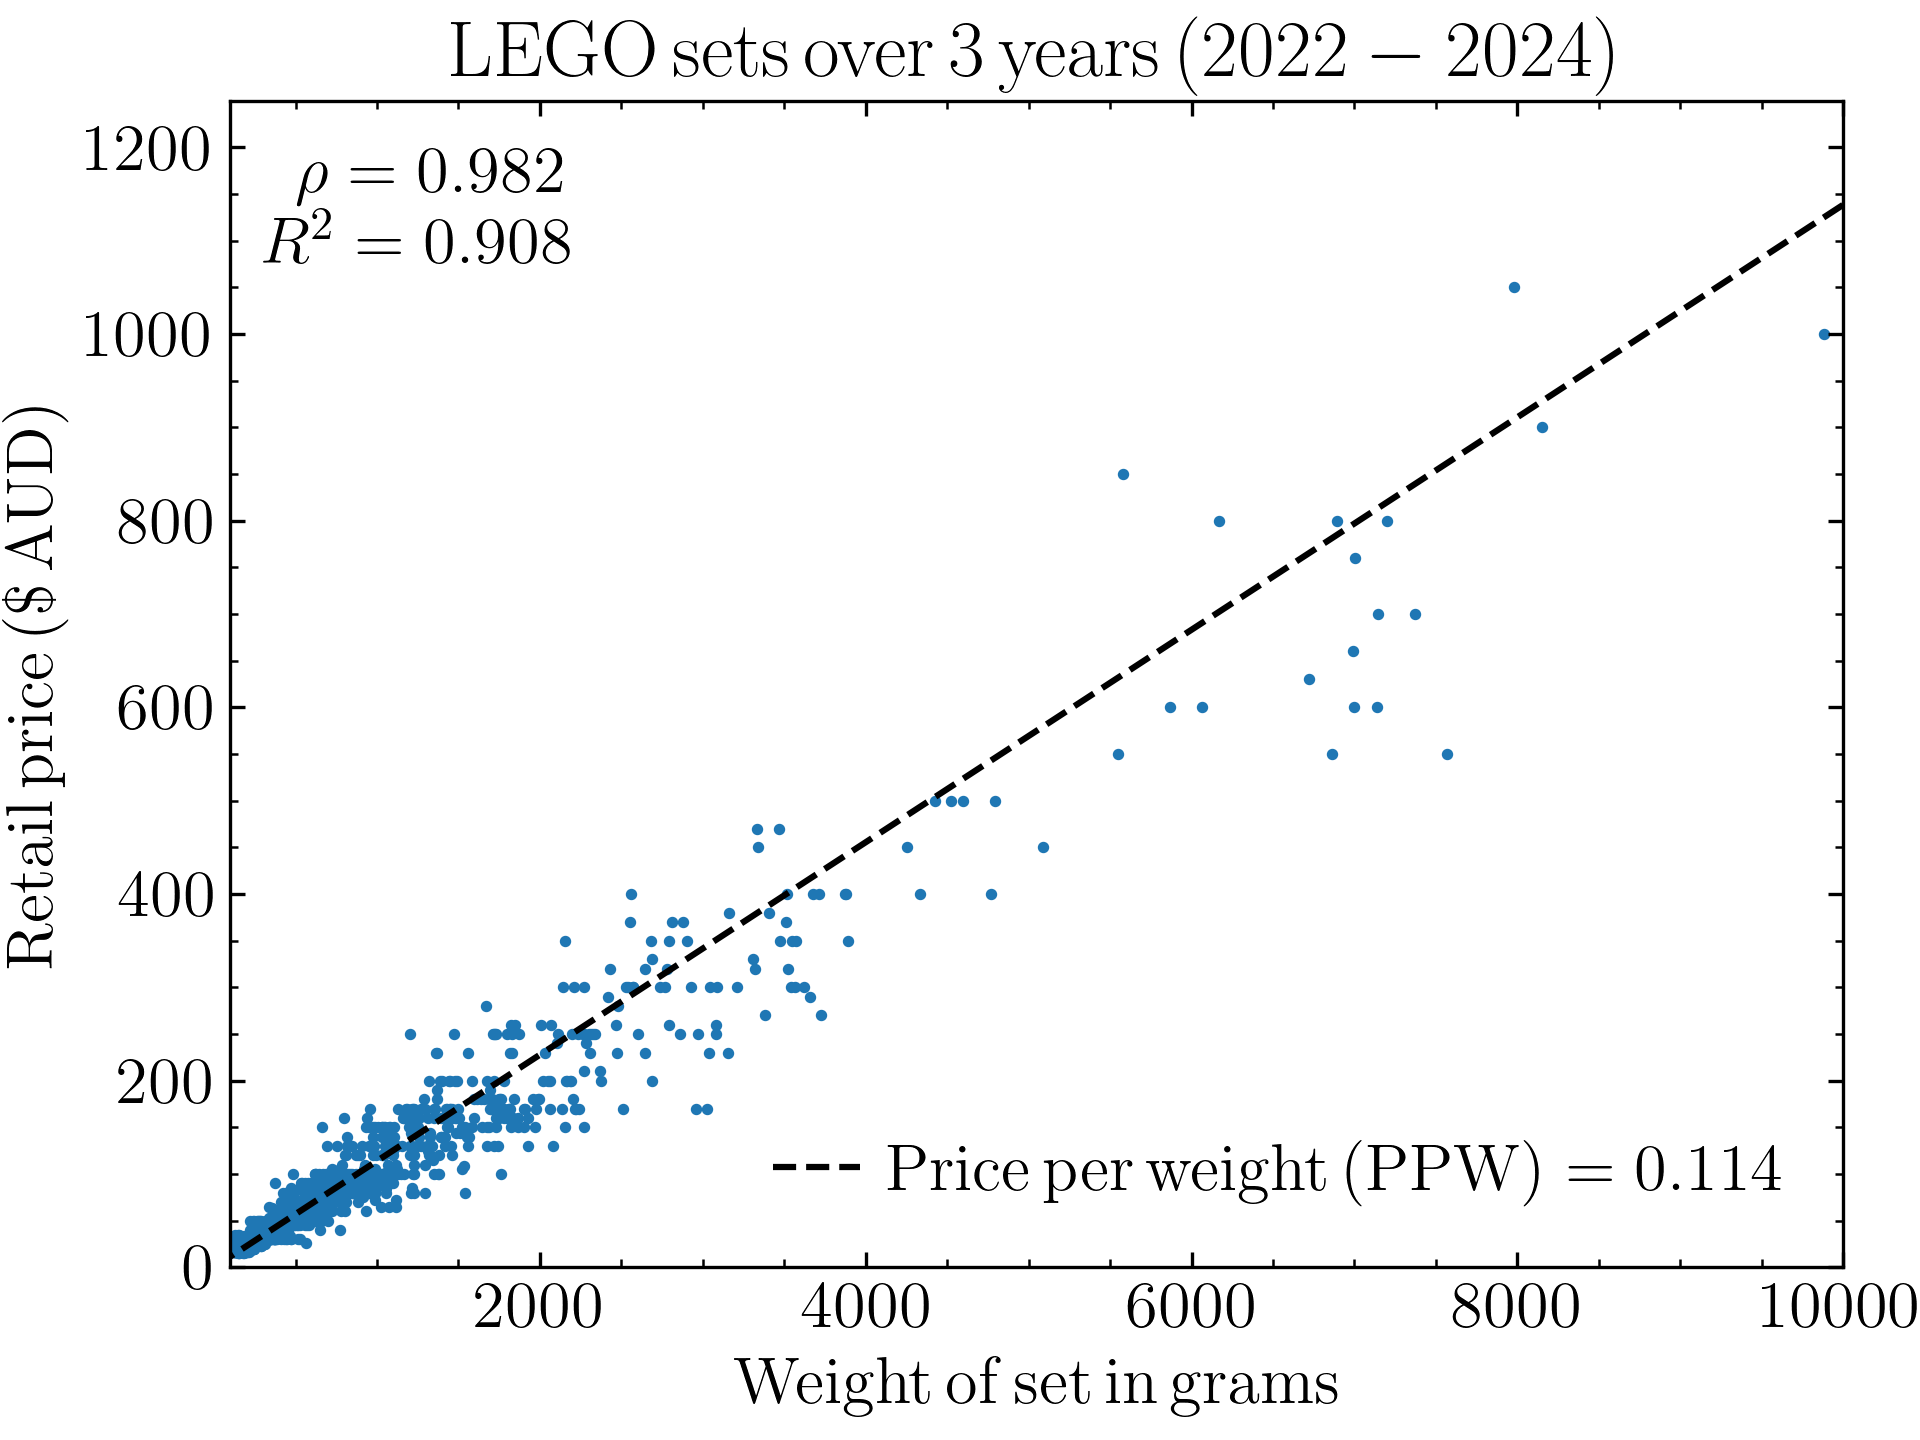 LEGO sets over 3 years (2022 − 2024)
1200
1000
800
600
400
200
0
ρ = 0.982
R² = 0.908
Retail price ($ AUD)
Price per weight (PPW) = 0.114
2000 4000 6000 8000 10000
Weight of set in grams